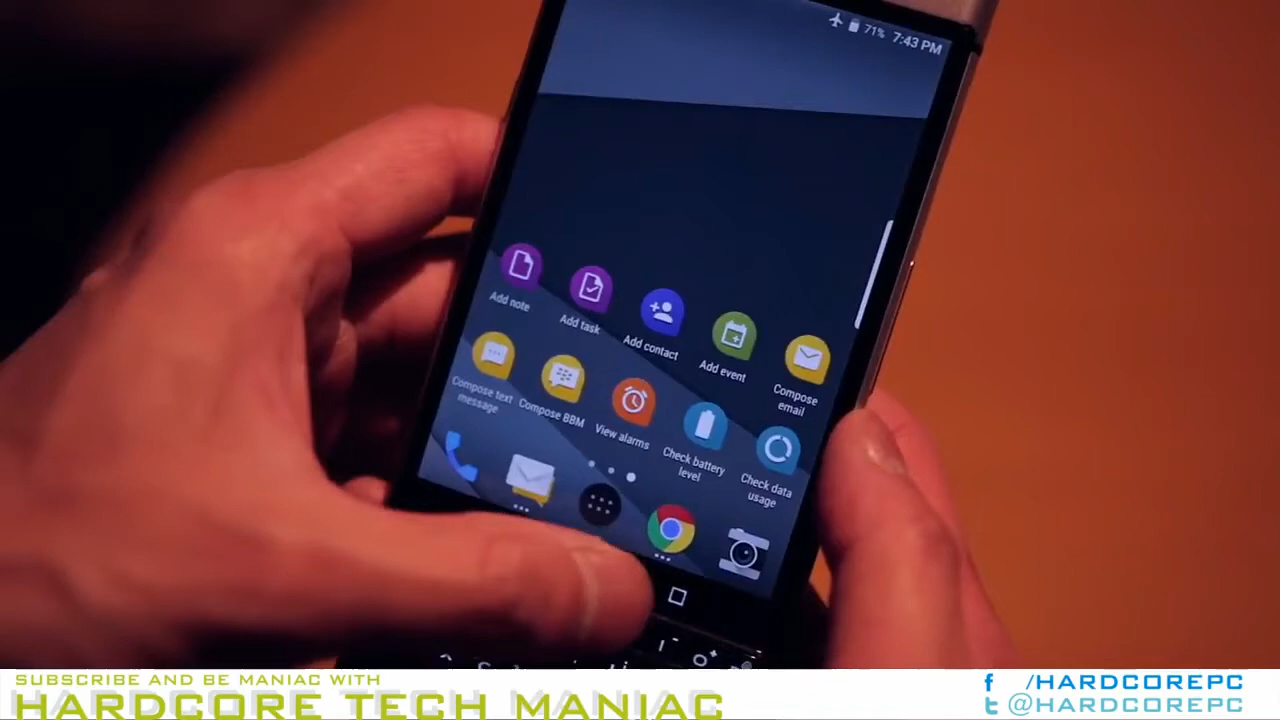 71% 7:43 PM
Add note
Add task
Add contact
Add event
Compose
email
Compose text
message
Compose BBM
View alarms
Check battery
level
Check data
usage
SUBSCRIBE AND BE MANIAC WITH
HARDCORE TECH MANIAC
f /HARDCOREPC
t @HARDCOREPC